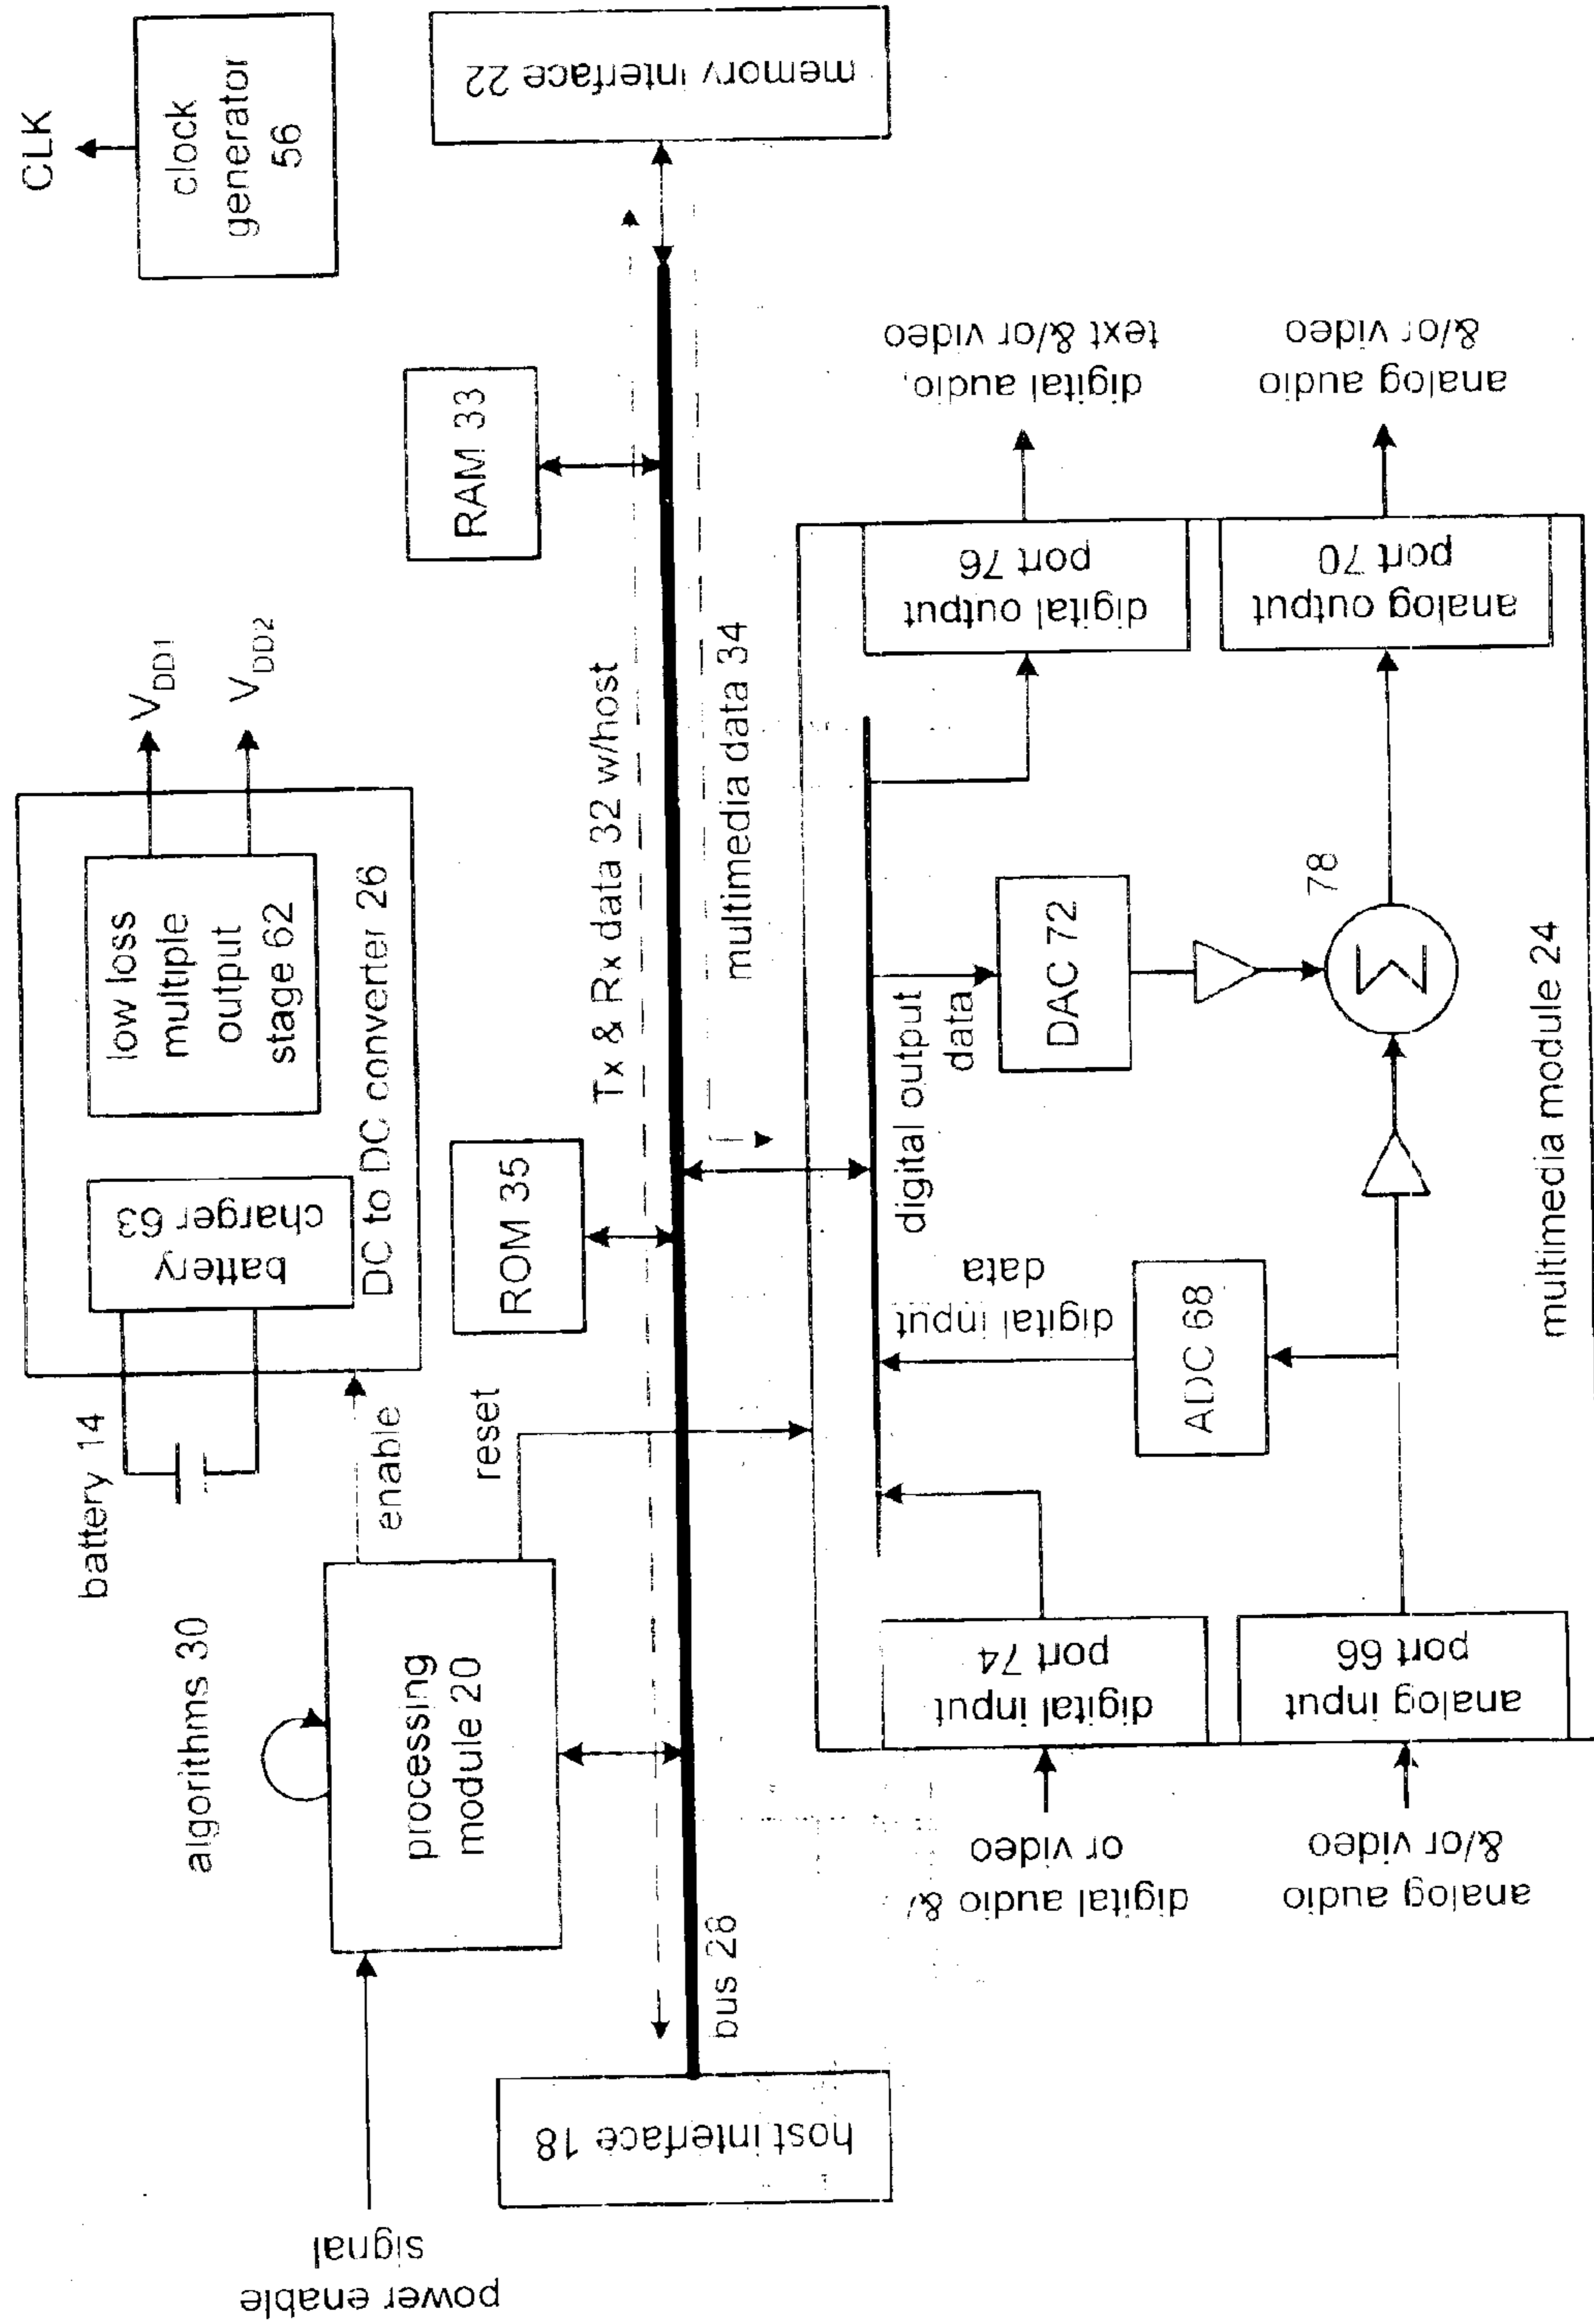 CLK
clock
generator
56
memory interface 22
V_DD1
V_DD2
low loss
multiple
output
stage 62
battery
charger 63
DC to DC converter 26
battery 14
enable
reset
algorithms 30
processing
module 20
power enable
signal
RAM 33
ROM 35
Tx & Rx data 32 w/host
multimedia data 34
bus 28
host interface 18
digital audio &/
or video
analog audio
&/or video
digital input
port 74
analog input
port 66
digital input
data
ADC 68
digital output
data
DAC 72
Σ
78
digital output
port 76
analog output
port 70
digital audio,
text &/or video
analog audio
&/or video
multimedia module 24